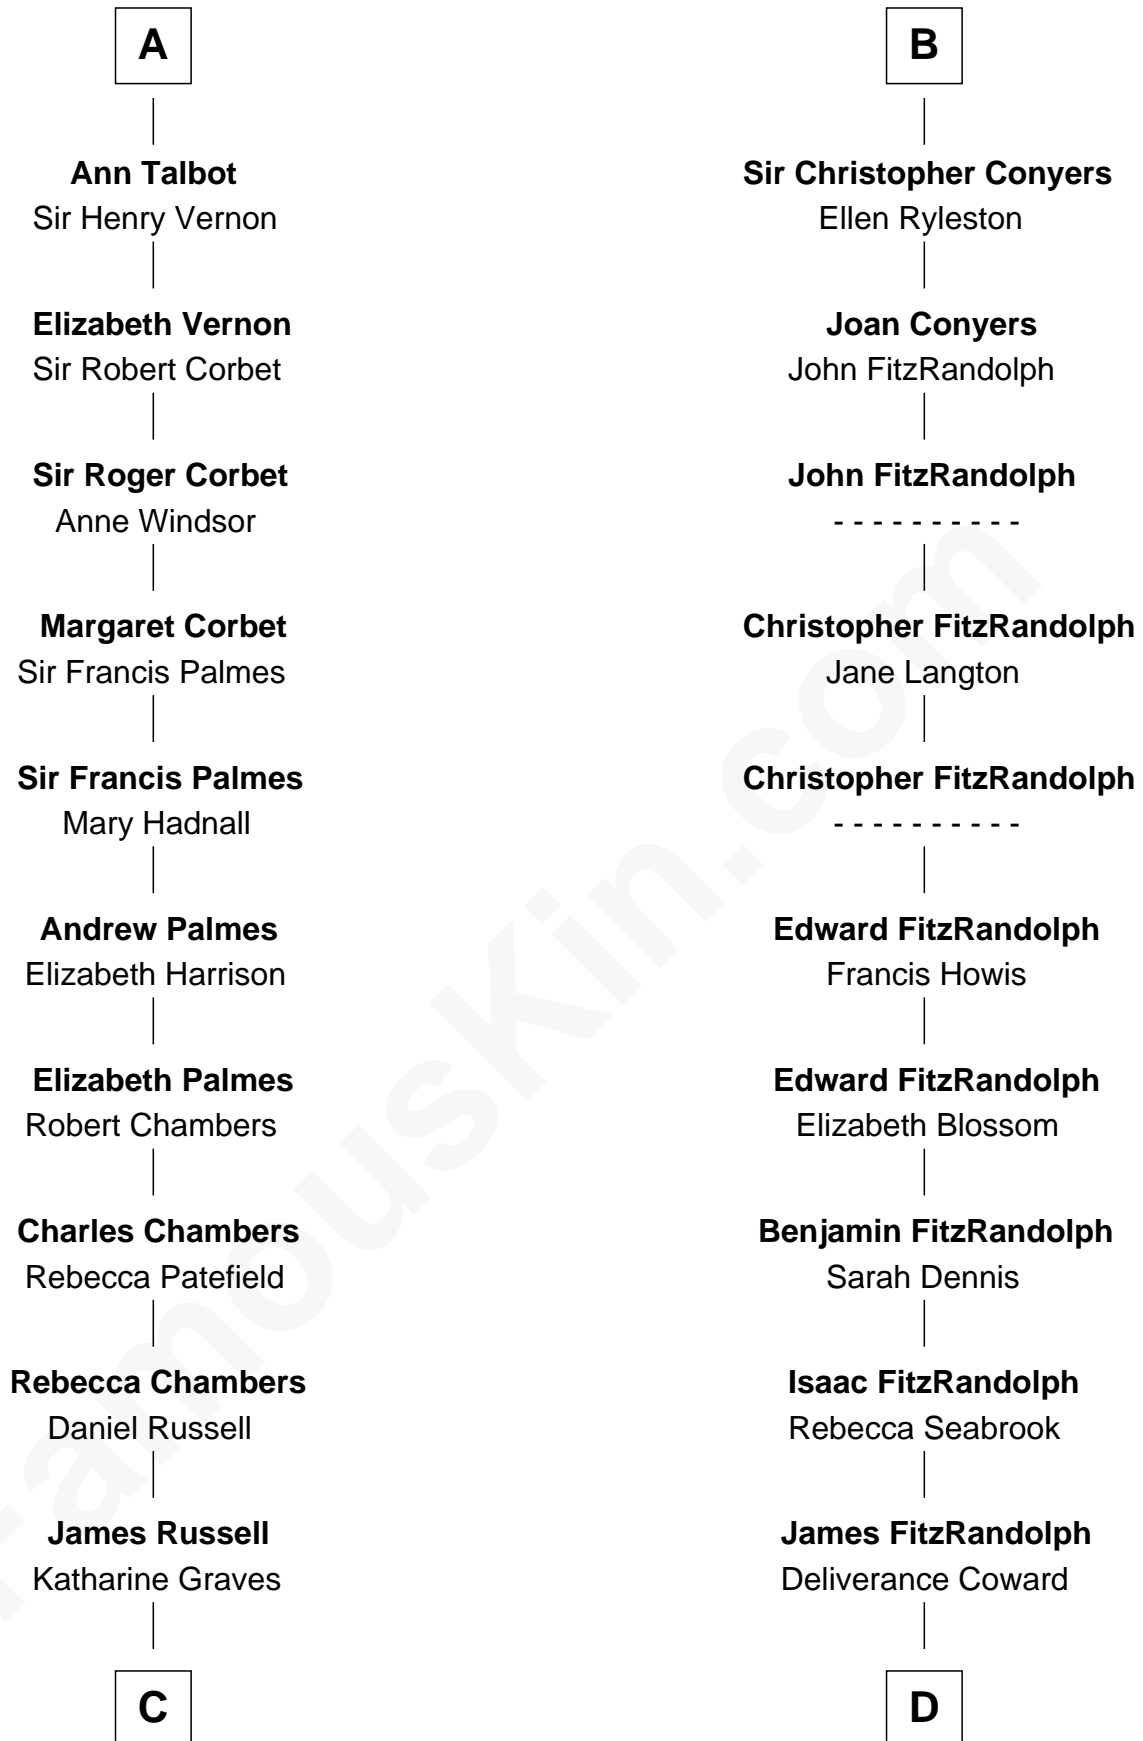 A
Ann Talbot
Sir Henry Vernon
Elizabeth Vernon
Sir Robert Corbet
Sir Roger Corbet
Anne Windsor
Margaret Corbet
Sir Francis Palmes
Sir Francis Palmes
Mary Hadnall
Andrew Palmes
Elizabeth Harrison
Elizabeth Palmes
Robert Chambers
Charles Chambers
Rebecca Patefield
Rebecca Chambers
Daniel Russell
James Russell
Katharine Graves
C
B
Sir Christopher Conyers
Ellen Ryleston
Joan Conyers
John FitzRandolph
John FitzRandolph
- - - - - - - - - -
Christopher FitzRandolph
Jane Langton
Christopher FitzRandolph
- - - - - - - - - -
Edward FitzRandolph
Francis Howis
Edward FitzRandolph
Elizabeth Blossom
Benjamin FitzRandolph
Sarah Dennis
Isaac FitzRandolph
Rebecca Seabrook
James FitzRandolph
Deliverance Coward
D
FamousKin.com